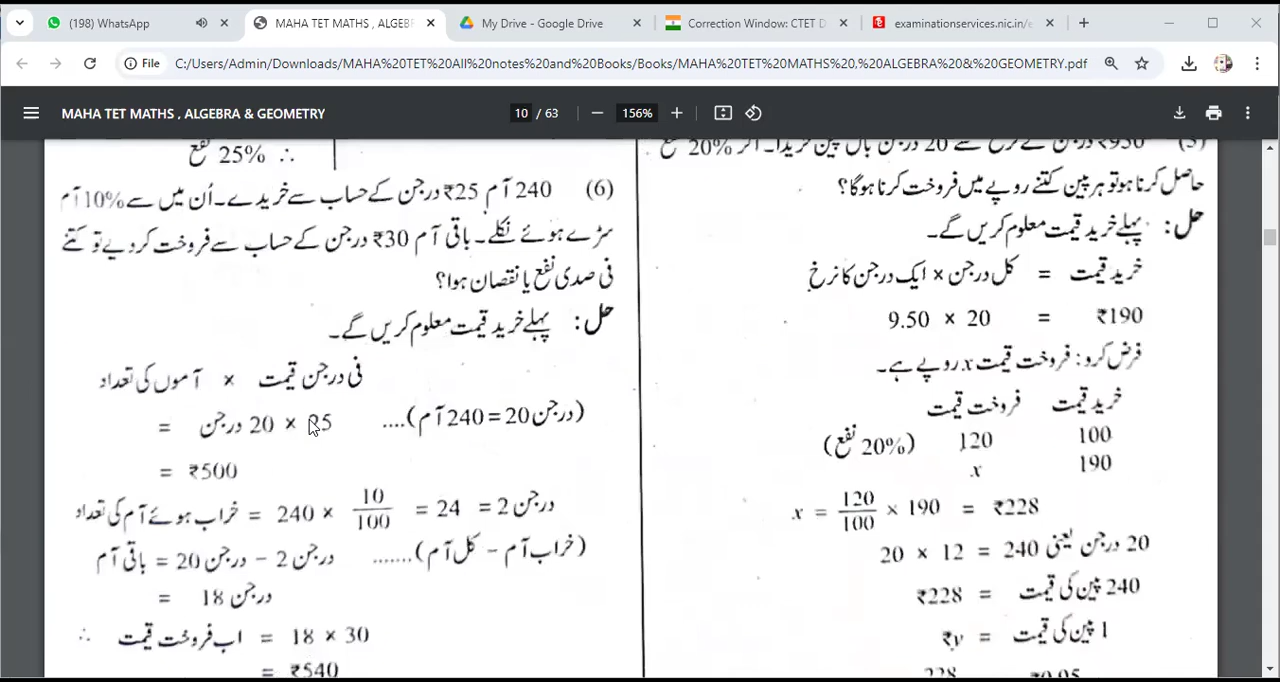 (198) WhatsApp
MAHA TET MATHS , ALGEBR
My Drive - Google Drive
Correction Window: CTET D
examinationservices.nic.in/e
File
C:/Users/Admin/Downloads/MAHA%20TET%20All%20notes%20and%20Books/Books/MAHA%20TET%20MATHS%20,%20ALGEBRA%20&%20GEOMETRY.pdf
MAHA TET MATHS , ALGEBRA & GEOMETRY
10 / 63
156%
حاصل کرنا ہو تو ہر پین کتنے روپے میں فروخت کرنا ہوگا؟
حل: پہلے خرید قیمت معلوم کریں گے۔
خرید قیمت = کل درجن × ایک درجن کا نرخ
₹190 = 9.50 × 20
فرض کرو: فروخت قیمت x روپے ہے۔
خرید قیمت فروخت قیمت
100 120 (20% نفع)
190 x
x = 120/100 × 190 = ₹228
20 درجن یعنی 20 × 12 = 240
240 پین کی قیمت = ₹228
1 پین کی قیمت = ₹y
∴ 25% نفع
(6) 240 آم ₹25 درجن کے حساب سے خریدے۔ اُن میں سے 10% آم
سڑے ہوئے نکلے۔ باقی آم ₹30 درجن کے حساب سے فروخت کر دیے تو کتنے
فی صدی نفع یا نقصان ہوا؟
حل: پہلے خرید قیمت معلوم کریں گے۔
فی درجن قیمت × آموں کی تعداد
= 20 درجن × 25 ....(240 آم = 20 درجن)
= ₹500
خراب ہوئے آم کی تعداد = 240 × 10/100 = 24 = 2 درجن
باقی آم = 20 درجن − 2 درجن .......(کل آم − خراب آم)
= 18 درجن
∴ اب فروخت قیمت = 18 × 30
= ₹540